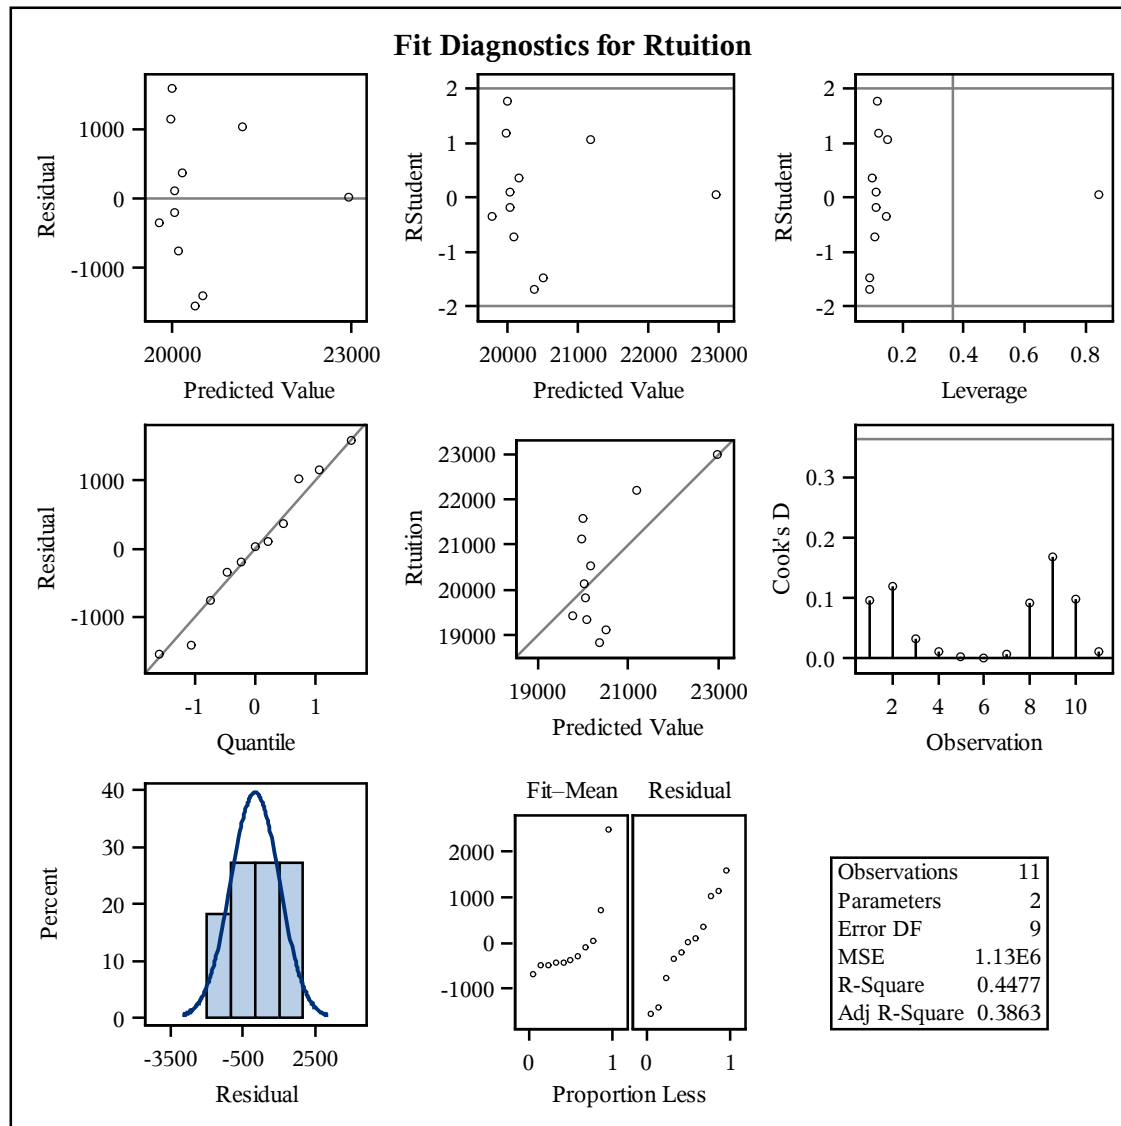 Fit Diagnostics for Rtuition
Residual
1000
0
-1000
20000 23000
Predicted Value
RStudent
2
1
0
-1
-2
20000 21000 22000 23000
Predicted Value
RStudent
2
1
0
-1
-2
0.2 0.4 0.6 0.8
Leverage
Residual
1000
0
-1000
-1 0 1
Quantile
Rtuition
23000
22000
21000
20000
19000
19000 21000 23000
Predicted Value
Cook's D
0.3
0.2
0.1
0.0
2 4 6 8 10
Observation
Percent
40
30
20
10
0
-3500 -500 2500
Residual
Fit–Mean Residual
2000
1000
0
-1000
0 1 0 1
Proportion Less
Observations 11
Parameters 2
Error DF 9
MSE 1.13E6
R-Square 0.4477
Adj R-Square 0.3863